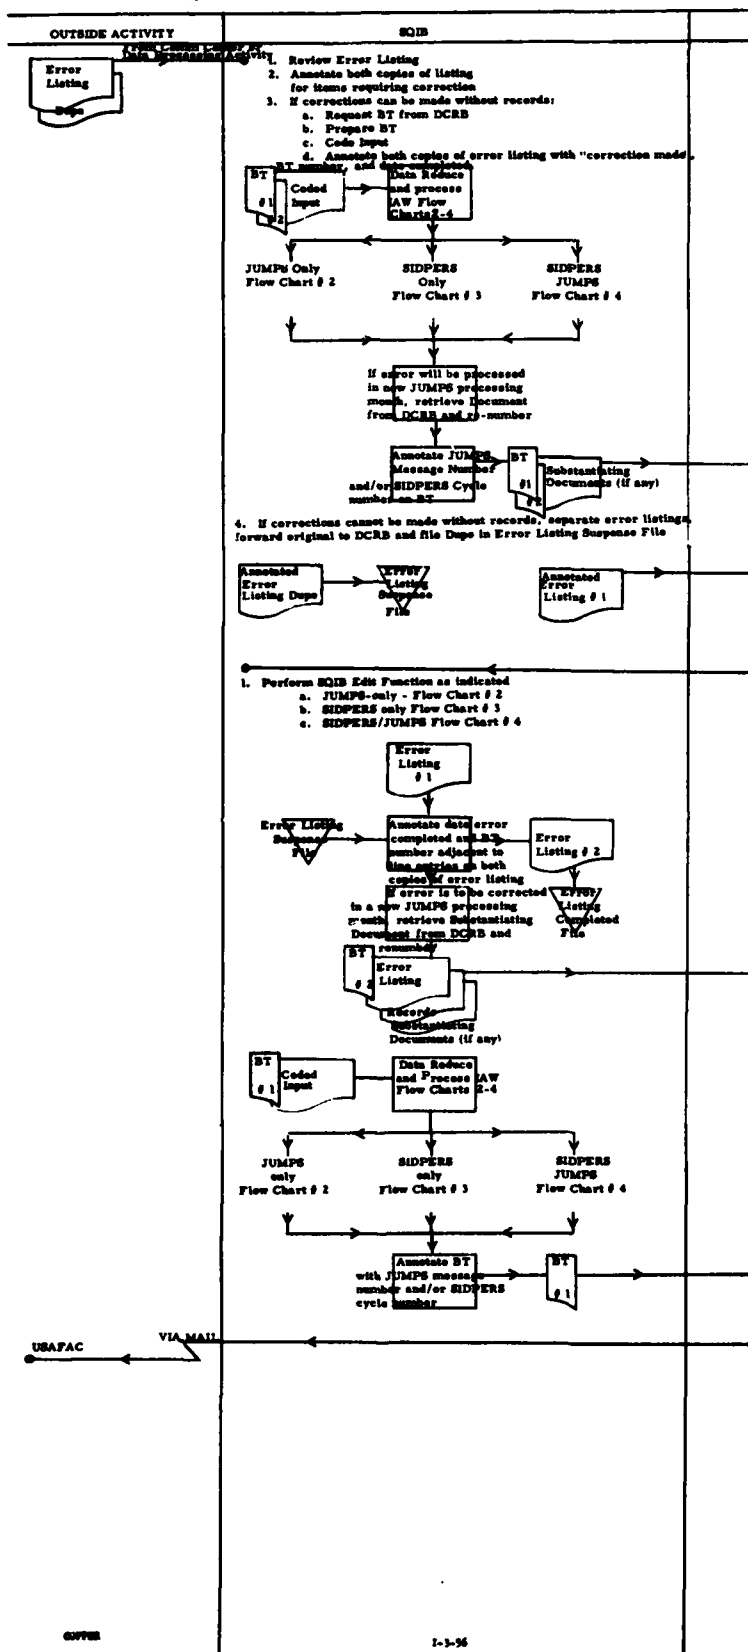 OUTSIDE ACTIVITY
SQIB
From Comm Center or
Data Processing Activity
Error
Listing
Dupe
1. Review Error Listing
2. Annotate both copies of listing
for items requiring correction
3. If corrections can be made without records:
a. Request BT from DCRB
b. Prepare BT
c. Code Input
d. Annotate both copies of error listing with "correction made",
BT number, and date completed
BT
# 1
# 2
Coded
Input
Data Reduce
and process
IAW Flow
Charts 2-4
JUMPS Only
Flow Chart # 2
SIDPERS
Only
Flow Chart # 3
SIDPERS
JUMPS
Flow Chart # 4
If error will be processed
in new JUMPS processing
month, retrieve Document
from DCRB and re-number
Annotate JUMPS
Message Number
and/or SIDPERS Cycle
number on BT
BT
#1
# 2
Substantiating
Documents (if any)
4. If corrections cannot be made without records, separate error listings,
forward original to DCRB and file Dupe in Error Listing Suspense File
Annotated
Error
Listing Dupe
Error
Listing
Suspense
File
Annotated
Error
Listing # 1
1. Perform SQIB Edit Function as indicated
a. JUMPS-only - Flow Chart # 2
b. SIDPERS only Flow Chart # 3
c. SIDPERS/JUMPS Flow Chart # 4
Error
Listing
# 1
Error Listing
Suspense
File
Annotate date error
completed and BT
number adjacent to
line entries on both
copies of error listing
Error
Listing # 2
Error
Listing
Completed
File
If error is to be corrected
in a new JUMPS processing
month, retrieve Substantiating
Document from DCRB and
renumber
BT
# 2
Error
Listing
Records
Substantiating
Documents (if any)
BT
# 1
Coded
Input
Data Reduce
and Process IAW
Flow Charts 2-4
JUMPS
only
Flow Chart # 2
SIDPERS
only
Flow Chart # 3
SIDPERS
JUMPS
Flow Chart # 4
Annotate BT
with JUMPS message
number and/or SIDPERS
cycle number
BT
# 1
USAFAC
VIA MAIL
I-3-96